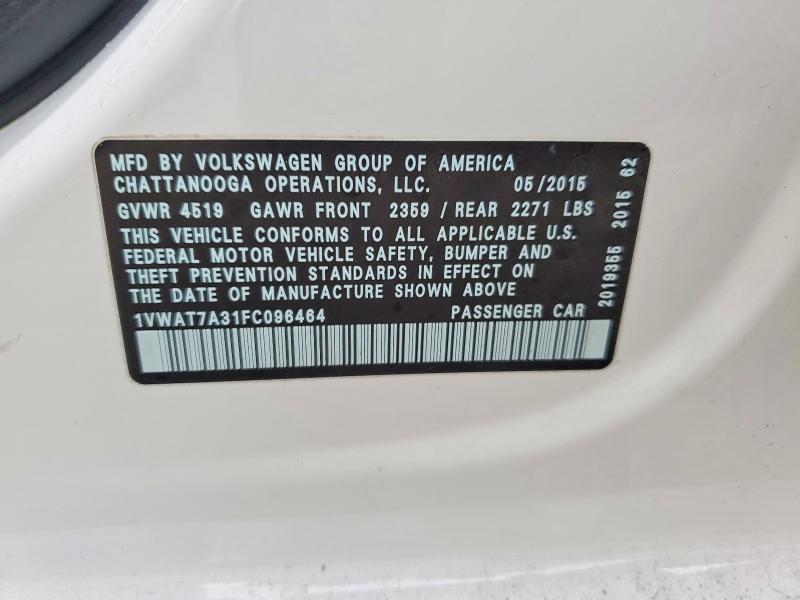 MFD BY VOLKSWAGEN GROUP OF AMERICA
CHATTANOOGA OPERATIONS, LLC. 05/2015
GVWR 4519 GAWR FRONT 2359 / REAR 2271 LBS
THIS VEHICLE CONFORMS TO ALL APPLICABLE U.S.
FEDERAL MOTOR VEHICLE SAFETY, BUMPER AND
THEFT PREVENTION STANDARDS IN EFFECT ON
THE DATE OF MANUFACTURE SHOWN ABOVE
1VWAT7A31FC096464 PASSENGER CAR
2019355 2015 62